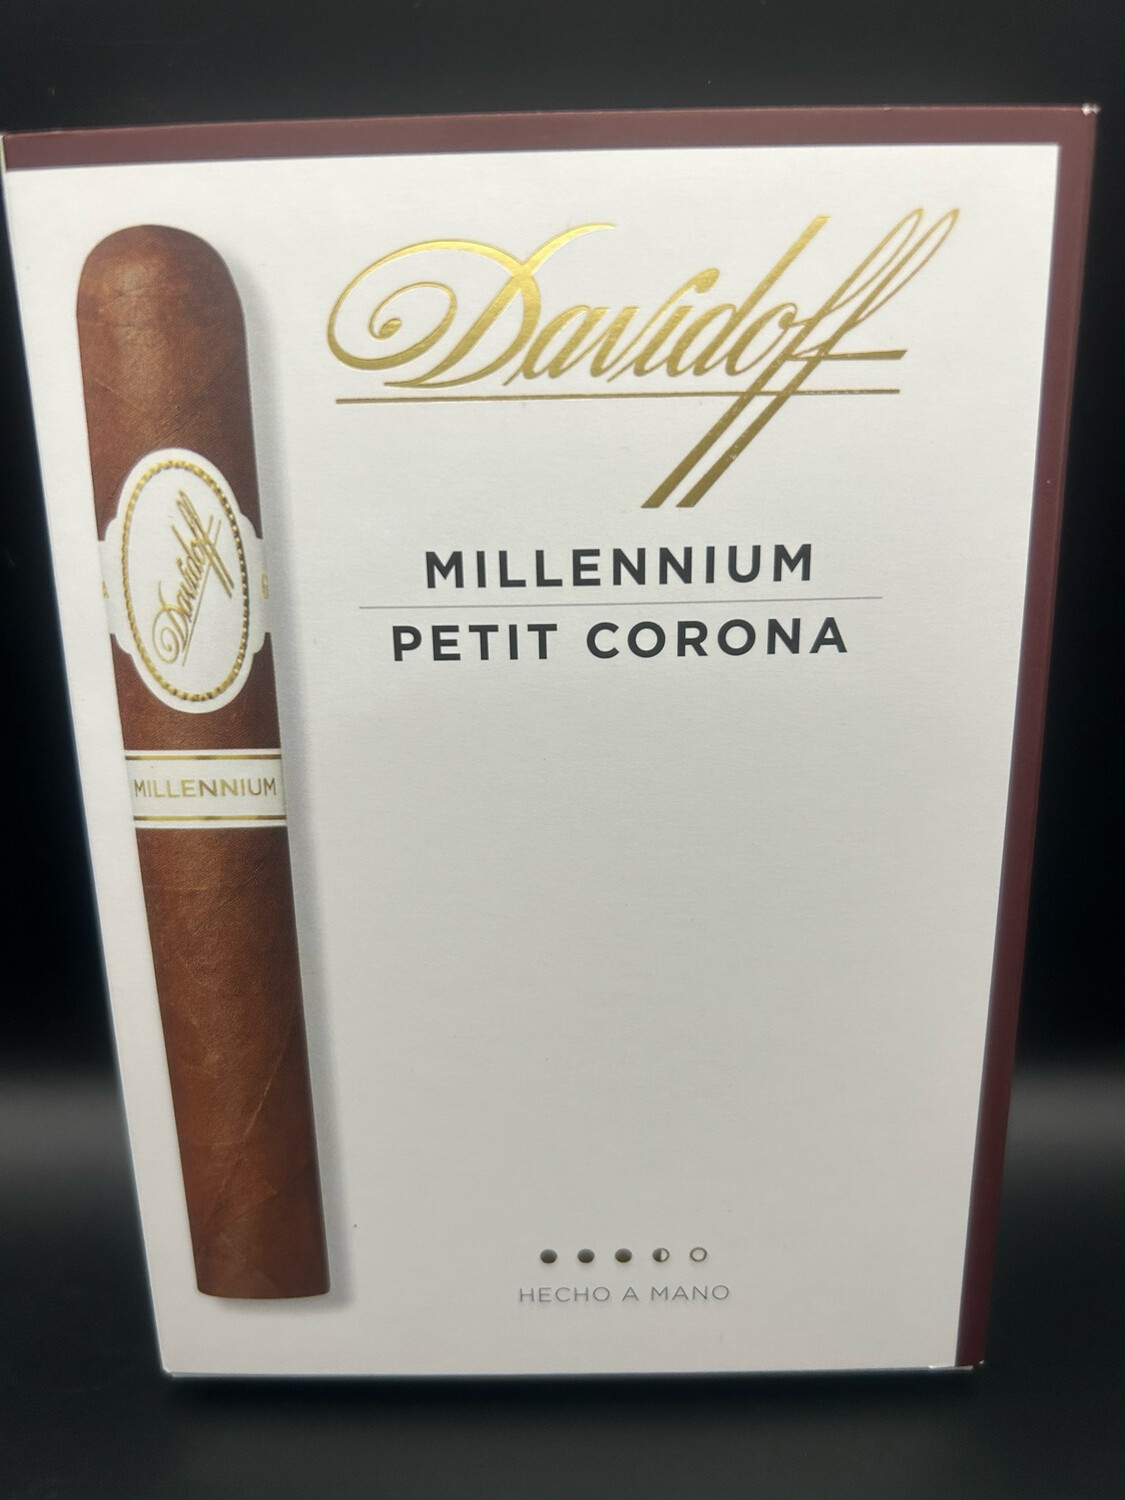 Davidoff
MILLENNIUM
PETIT CORONA
Davidoff
MILLENNIUM
HECHO A MANO